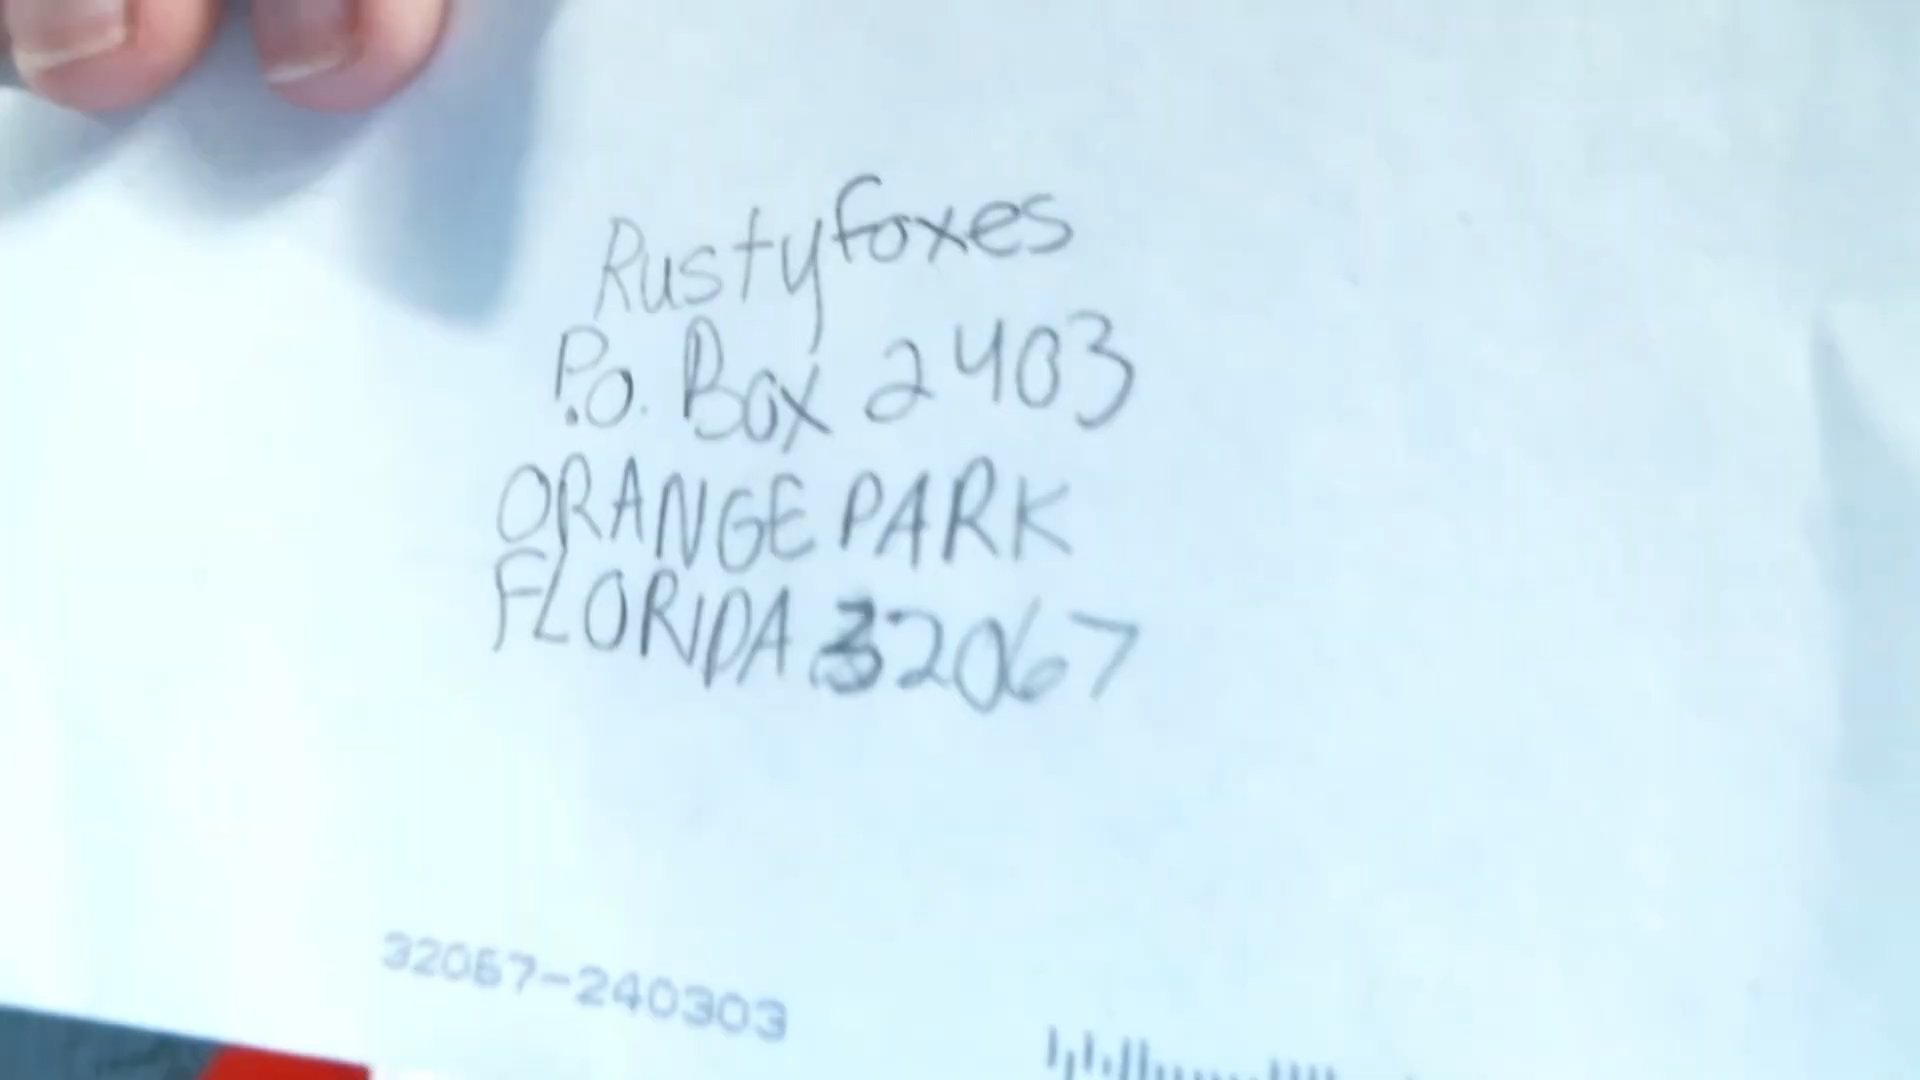 Rustyfoxes
P.O. Box 2403
ORANGE PARK
FLORIDA 32067
32067-240303